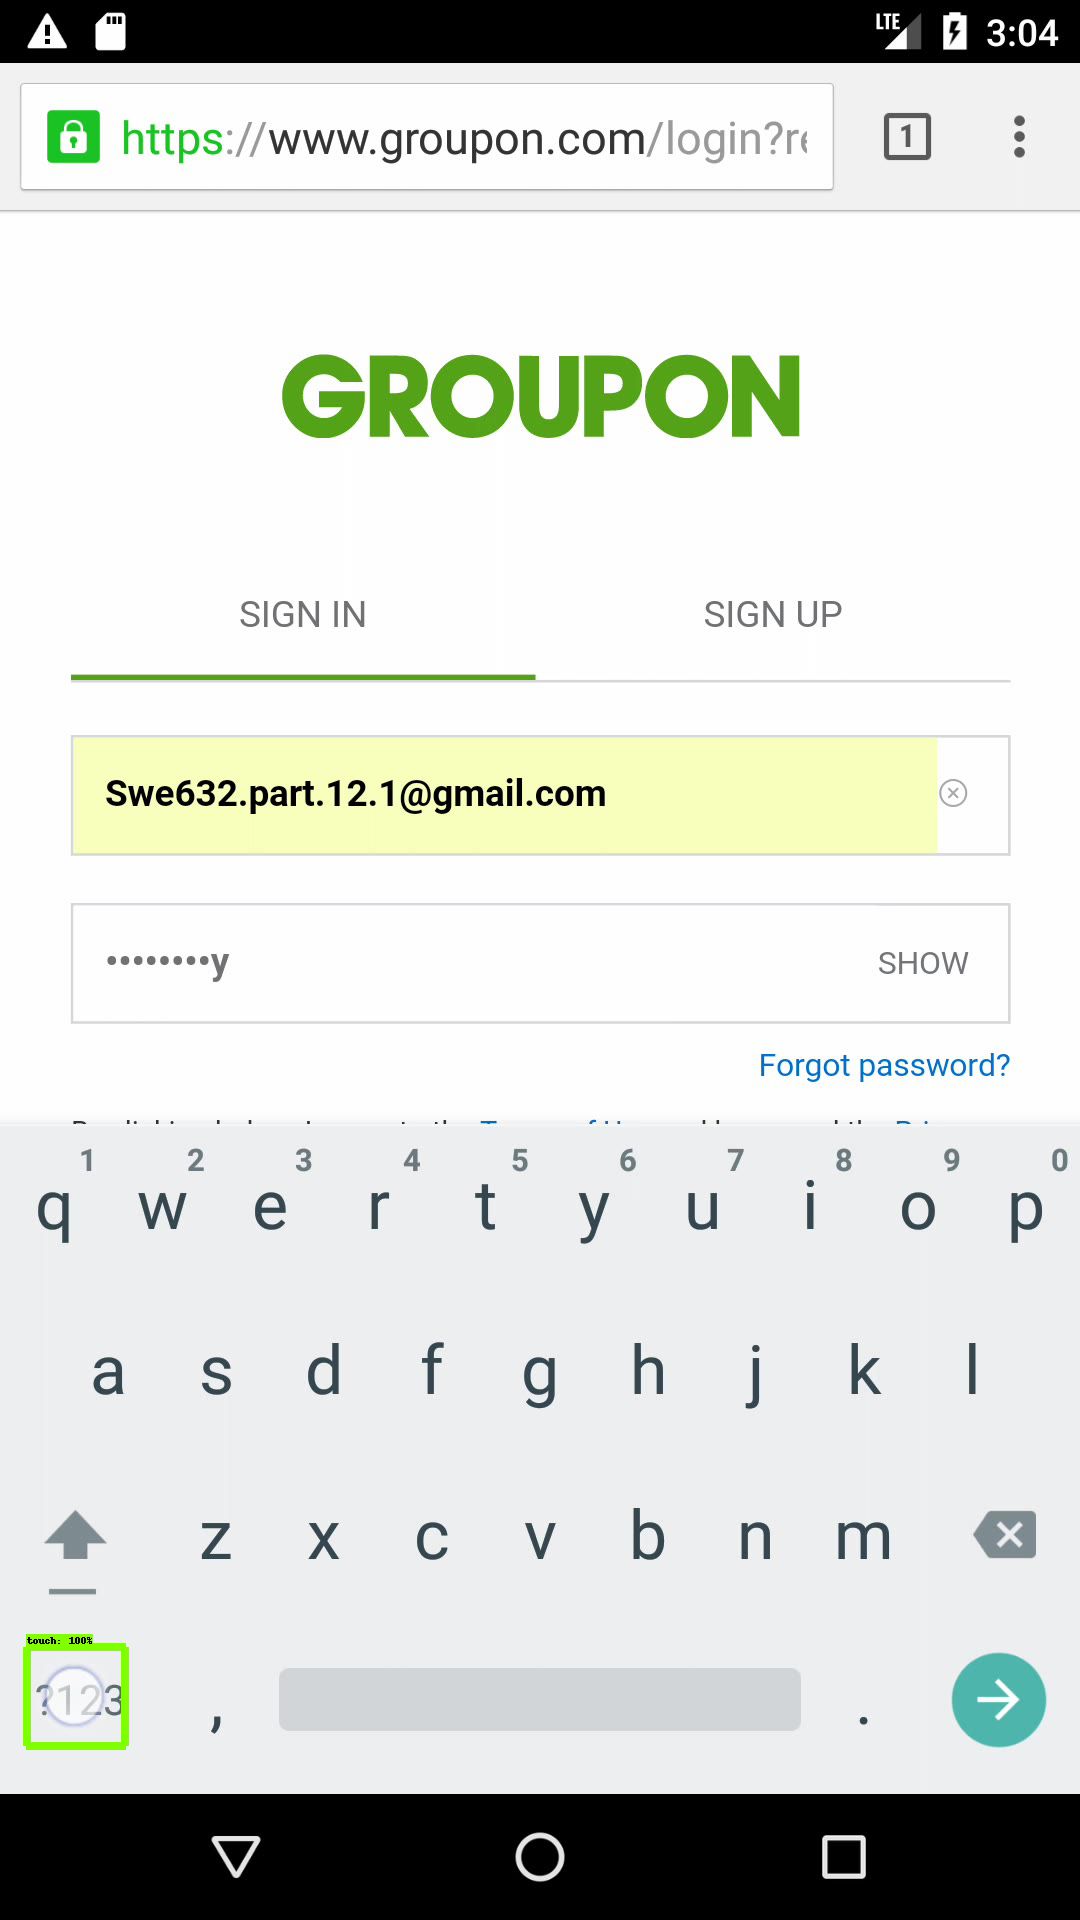 LTE 3:04
https://www.groupon.com/login?re
1
GROUPON
SIGN IN SIGN UP
Swe632.part.12.1@gmail.com
••••••••y SHOW
Forgot password?
1 2 3 4 5 6 7 8 9 0
q w e r t y u i o p
a s d f g h j k l
z x c v b n m
touch: 100%
?123 , .